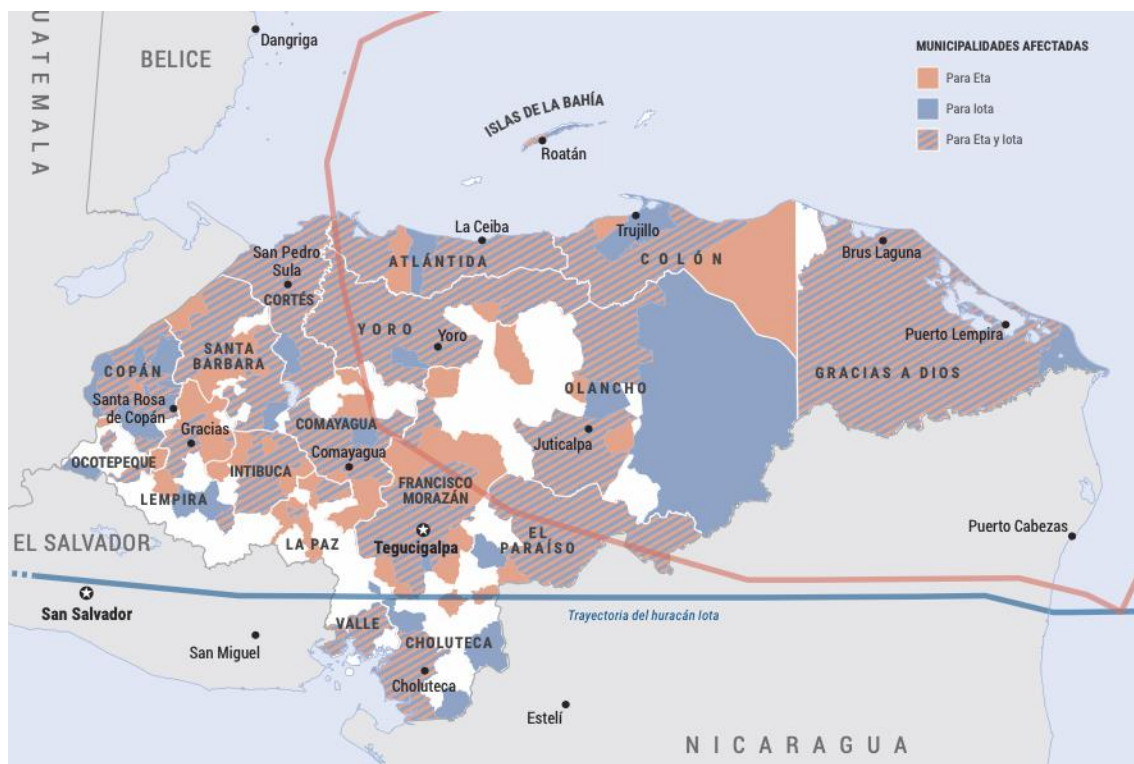 UATEMALA
BELICE
Dangriga
MUNICIPALIDADES AFECTADAS
Para Eta
Para Iota
Para Eta y Iota
ISLAS DE LA BAHÍA
Roatán
La Ceiba
Trujillo
ATLÁNTIDA
COLÓN
San Pedro
Sula
CORTÉS
Brus Laguna
YORO
Yoro
Puerto Lempira
SANTA
BÁRBARA
COPÁN
GRACIAS A DIOS
OLANCHO
Santa Rosa
de Copán
COMAYAGUA
Gracias
Juticalpa
Comayagua
OCOTEPEQUE
INTIBUCA
FRANCISCO
MORAZÁN
LEMPIRA
EL
PARAÍSO
Puerto Cabezas
EL SALVADOR
LA PAZ
Tegucigalpa
San Salvador
Trayectoria del huracán Iota
VALLE
San Miguel
CHOLUTECA
Choluteca
Estelí
NICARAGUA